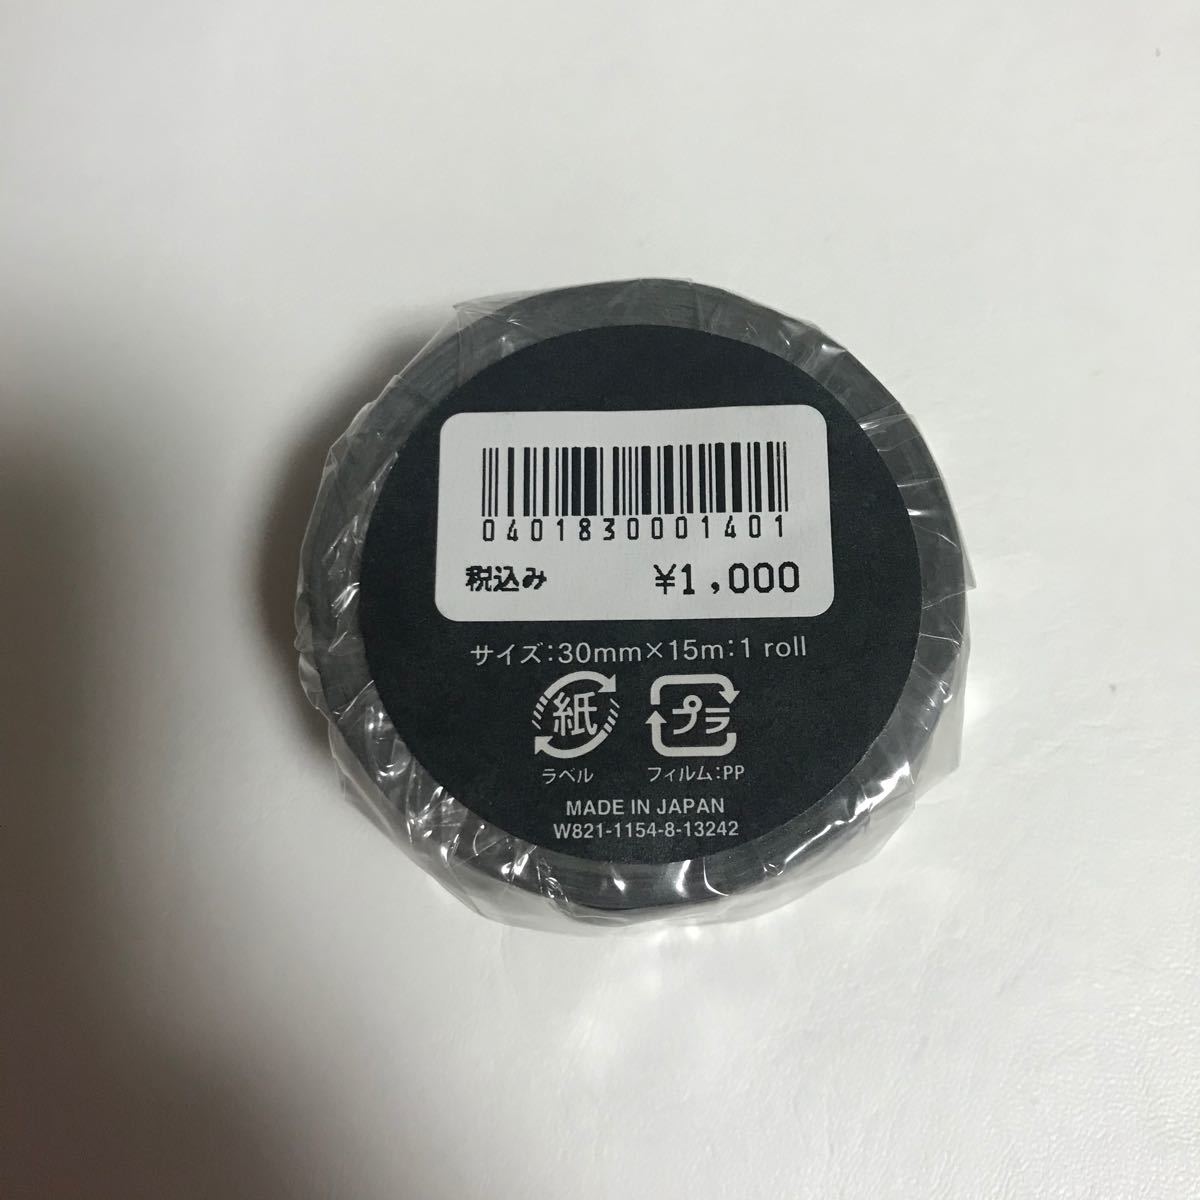 0401830001401
税込み ¥1,000
サイズ:30mm×15m:1 roll
紙 プラ
ラベル フィルム:PP
MADE IN JAPAN
W821-1154-8-13242